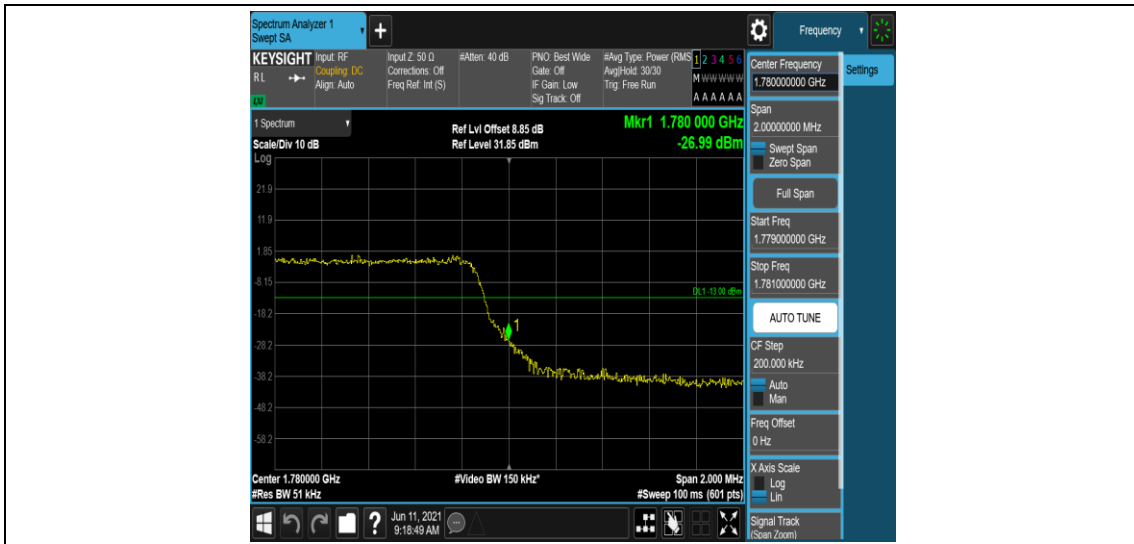 Spectrum Analyzer 1
Swept SA
+
Frequency
KEYSIGHT
RL
LXI
Input: RF
Coupling: DC
Align: Auto
Input Z: 50 Ω
Corrections: Off
Freq Ref: Int (S)
#Atten: 40 dB
PNO: Best Wide
Gate: Off
IF Gain: Low
Sig Track: Off
#Avg Type: Power (RMS
Avg|Hold: 30/30
Trig: Free Run
1 2 3 4 5 6
M W W W W W
A A A A A A
1 Spectrum
Scale/Div 10 dB
Log
Ref Lvl Offset 8.85 dB
Ref Level 31.85 dBm
Mkr1 1.780 000 GHz
-26.99 dBm
21.9
11.9
1.85
-8.15
-18.2
-28.2
-38.2
-48.2
-58.2
DL1 -13.00 dBm
1
Center 1.780000 GHz
#Res BW 51 kHz
#Video BW 150 kHz*
Span 2.000 MHz
#Sweep 100 ms (601 pts)
?
Jun 11, 2021
9:18:49 AM
Center Frequency
1.780000000 GHz
Settings
Span
2.00000000 MHz
Swept Span
Zero Span
Full Span
Start Freq
1.779000000 GHz
Stop Freq
1.781000000 GHz
AUTO TUNE
CF Step
200.000 kHz
Auto
Man
Freq Offset
0 Hz
X Axis Scale
Log
Lin
Signal Track
(Span Zoom)